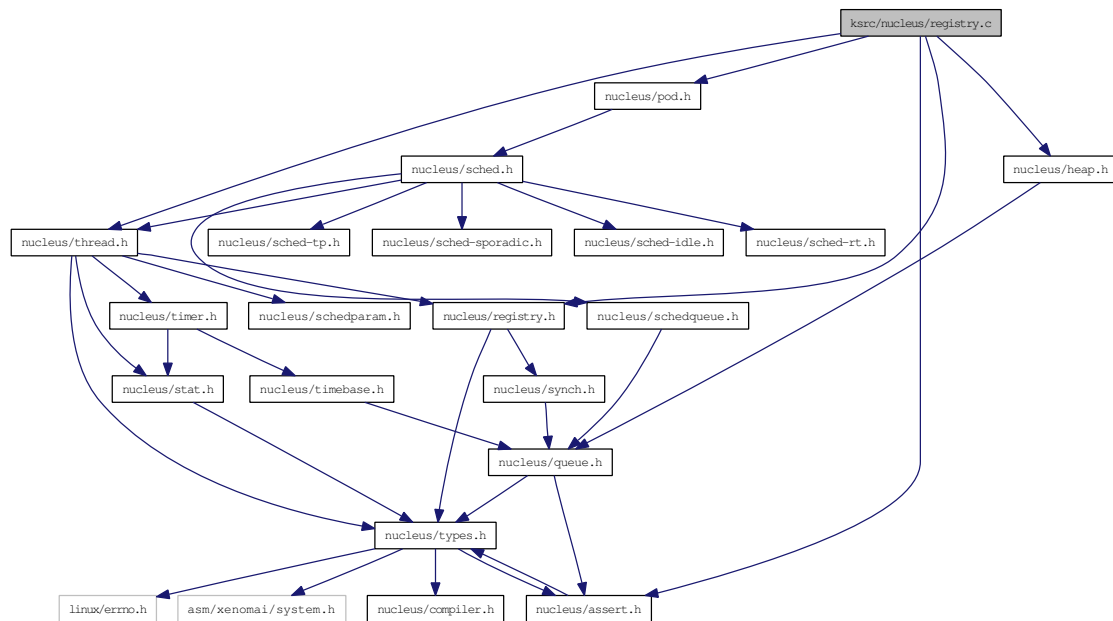 ksrc/nucleus/registry.c
nucleus/pod.h
nucleus/sched.h
nucleus/heap.h
nucleus/thread.h
nucleus/sched-tp.h
nucleus/sched-sporadic.h
nucleus/sched-idle.h
nucleus/sched-rt.h
nucleus/timer.h
nucleus/schedparam.h
nucleus/registry.h
nucleus/schedqueue.h
nucleus/stat.h
nucleus/timebase.h
nucleus/synch.h
nucleus/queue.h
nucleus/types.h
linux/errno.h
asm/xenomai/system.h
nucleus/compiler.h
nucleus/assert.h